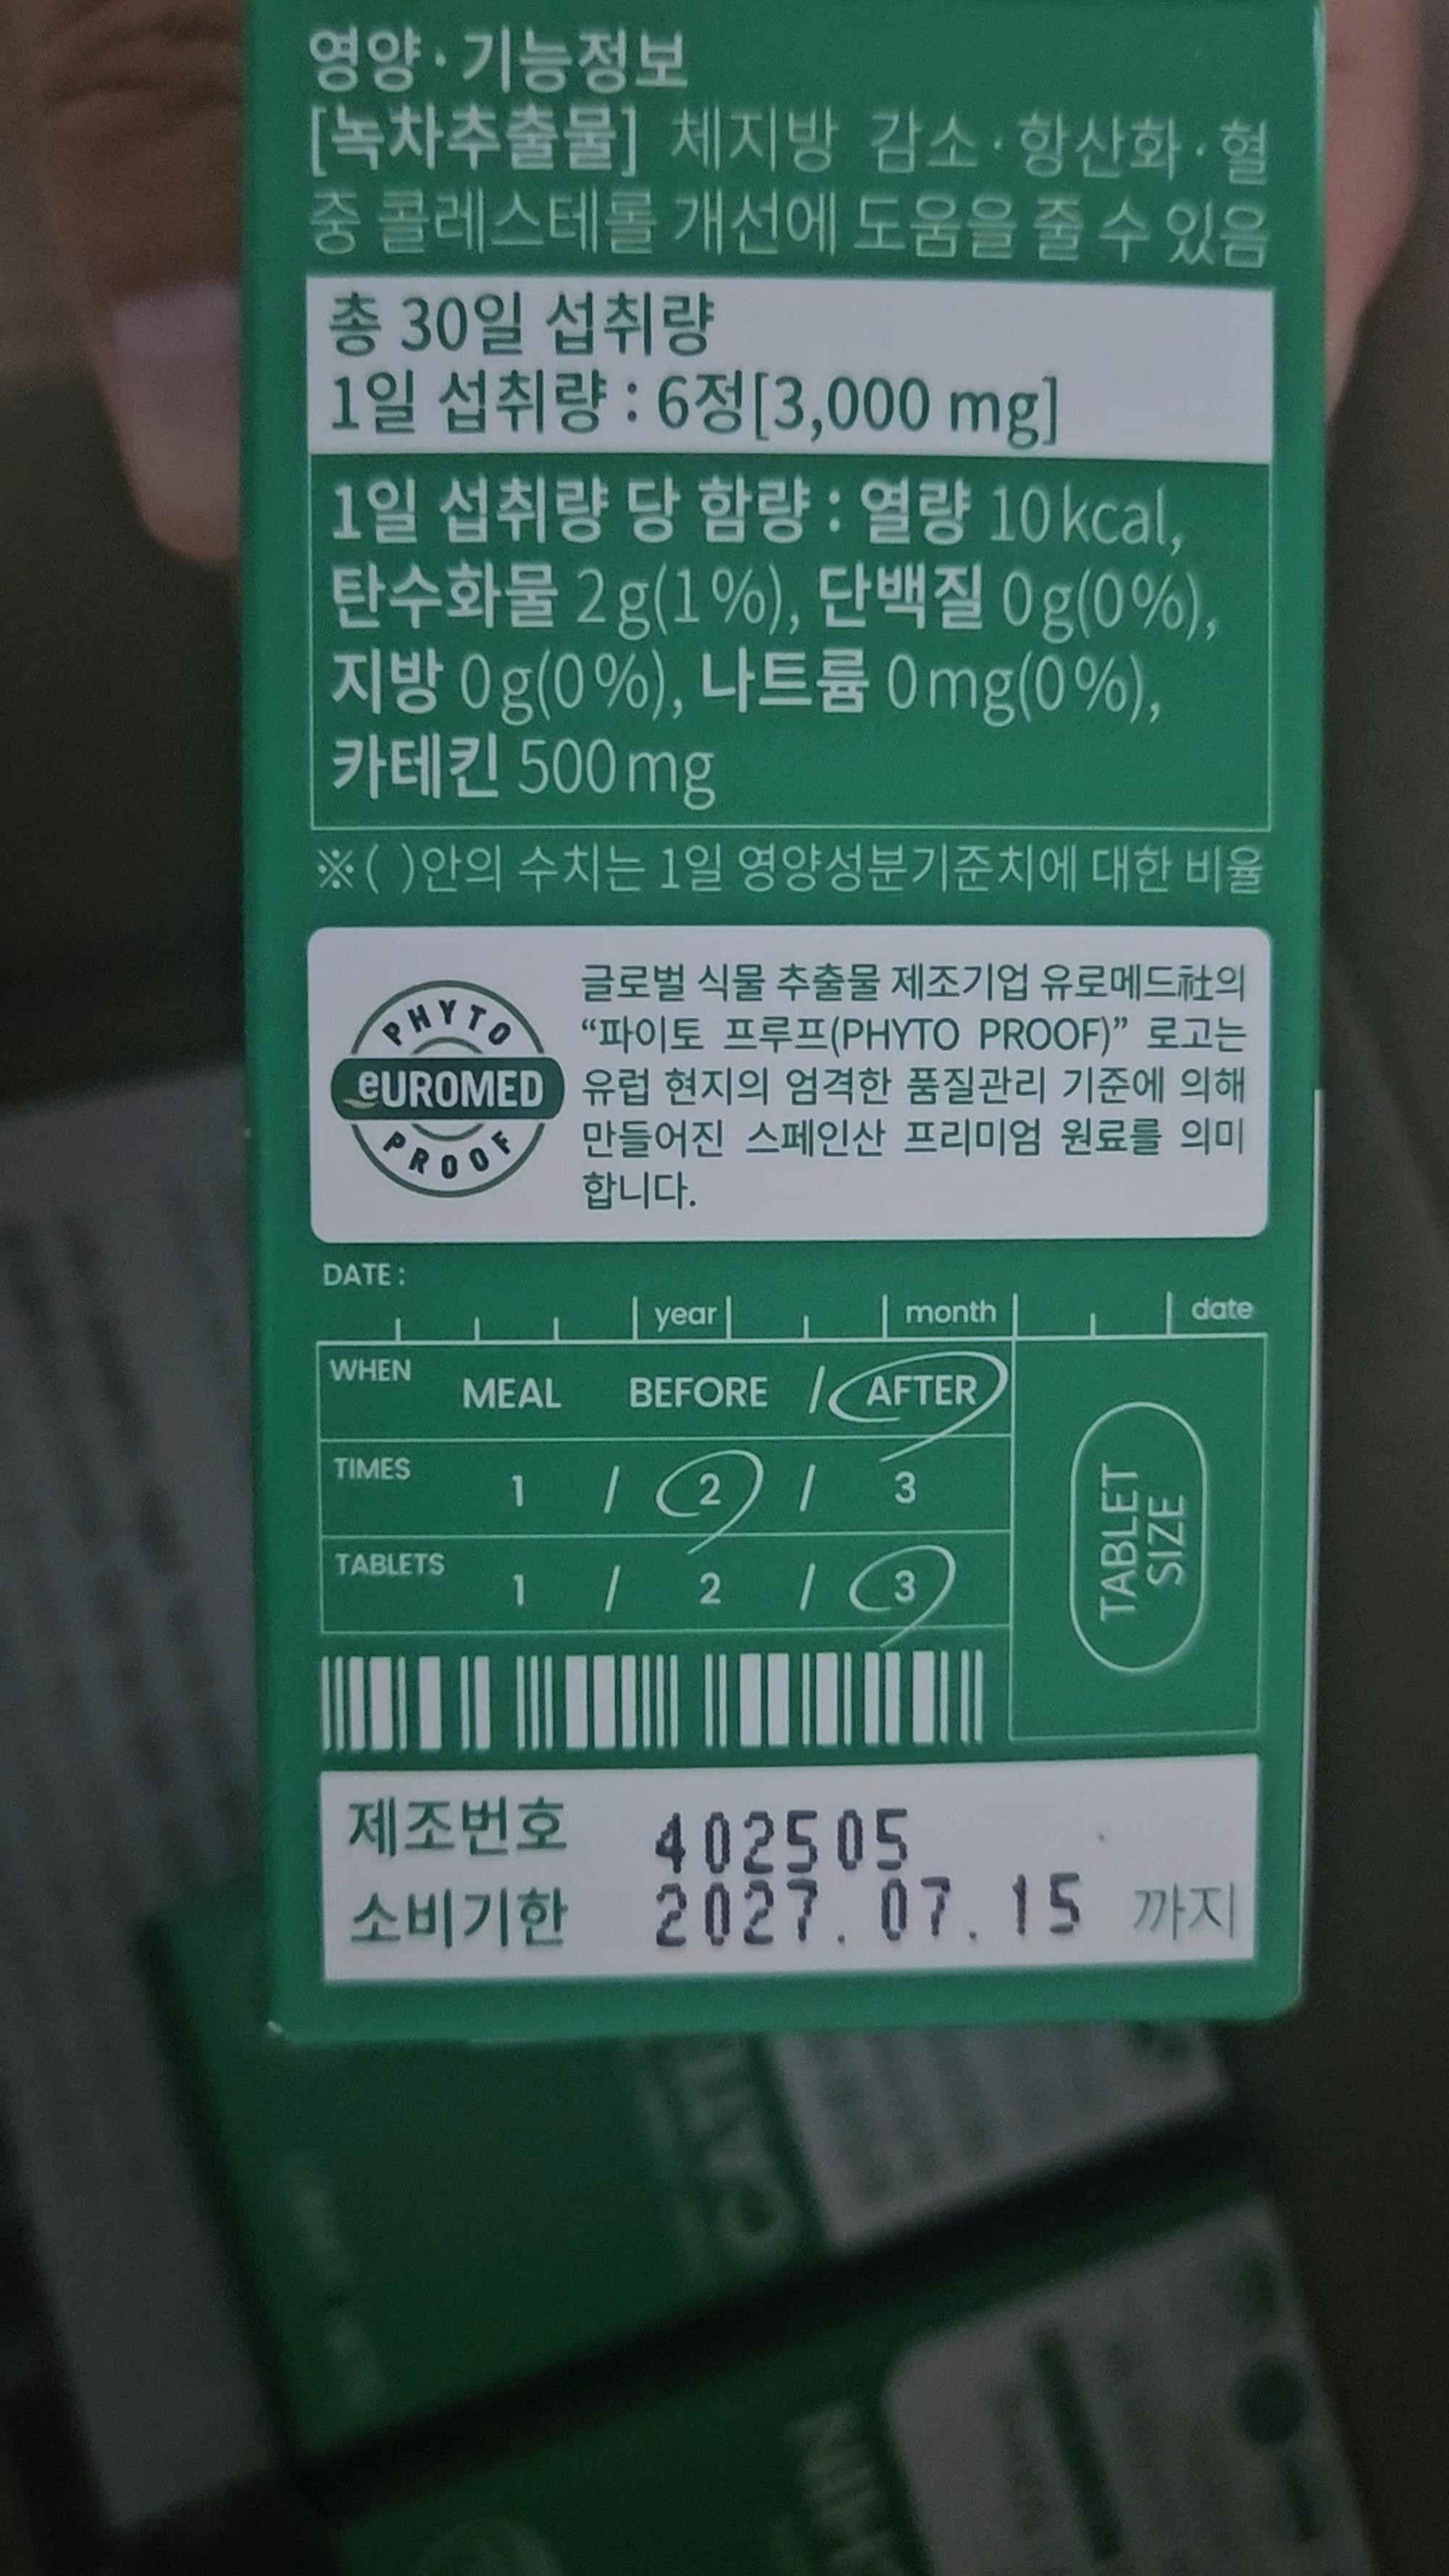 영양·기능정보
[녹차추출물] 체지방 감소·항산화·혈
중 콜레스테롤 개선에 도움을 줄 수 있음
총 30일 섭취량
1일 섭취량 : 6정[3,000 mg]
1일 섭취량 당 함량 : 열량 10 kcal,
탄수화물 2 g(1 %), 단백질 0 g(0 %),
지방 0 g(0 %), 나트륨 0 mg(0 %),
카테킨 500 mg
※( )안의 수치는 1일 영양성분기준치에 대한 비율
PHYTO
eUROMED
PROOF
글로벌 식물 추출물 제조기업 유로메드社의
“파이토 프루프(PHYTO PROOF)” 로고는
유럽 현지의 엄격한 품질관리 기준에 의해
만들어진 스페인산 프리미엄 원료를 의미
합니다.
DATE :
year month date
WHEN MEAL BEFORE / AFTER
TIMES 1 / 2 / 3
TABLETS 1 / 2 / 3
TABLET
SIZE
제조번호 402505
소비기한 2027. 07. 15 까지